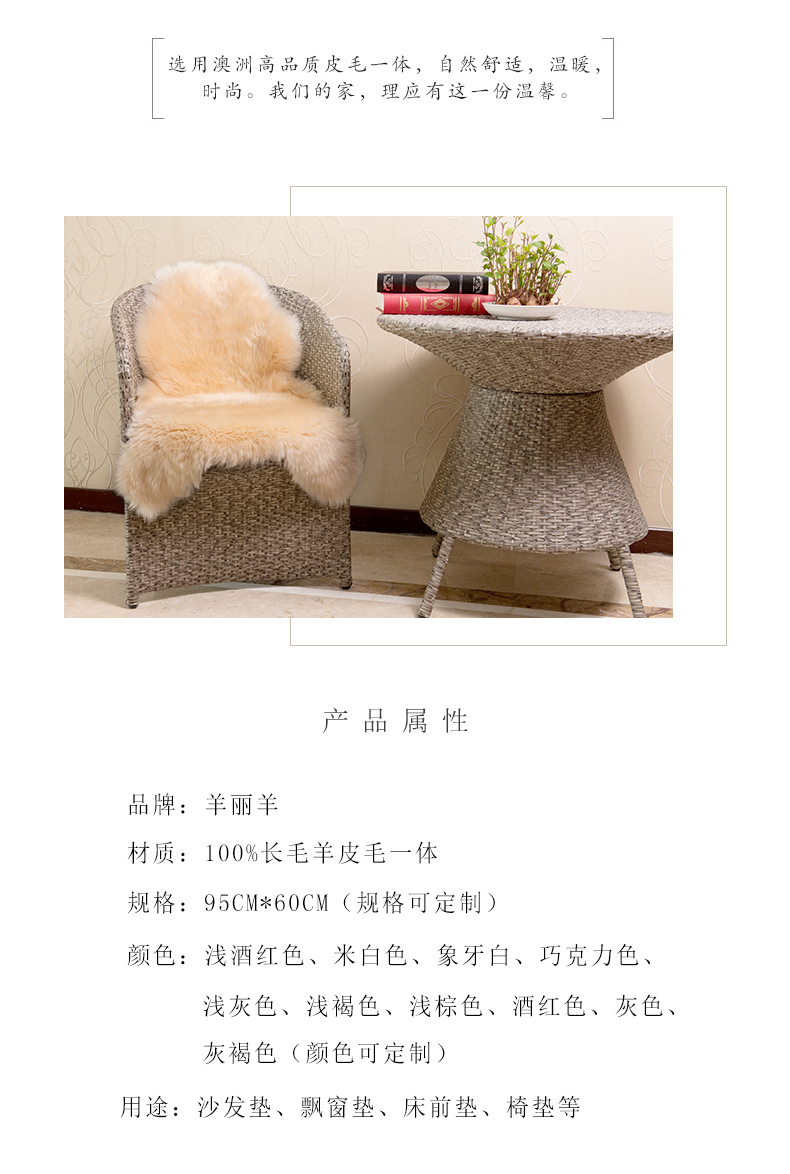 选用澳洲高品质皮毛一体，自然舒适，温暖，
时尚。我们的家，理应有这一份温馨。
产品属性
品牌：羊丽羊
材质：100%长毛羊皮毛一体
规格：95CM*60CM（规格可定制）
颜色：浅酒红色、米白色、象牙白、巧克力色、
浅灰色、浅褐色、浅棕色、酒红色、灰色、
灰褐色（颜色可定制）
用途：沙发垫、飘窗垫、床前垫、椅垫等